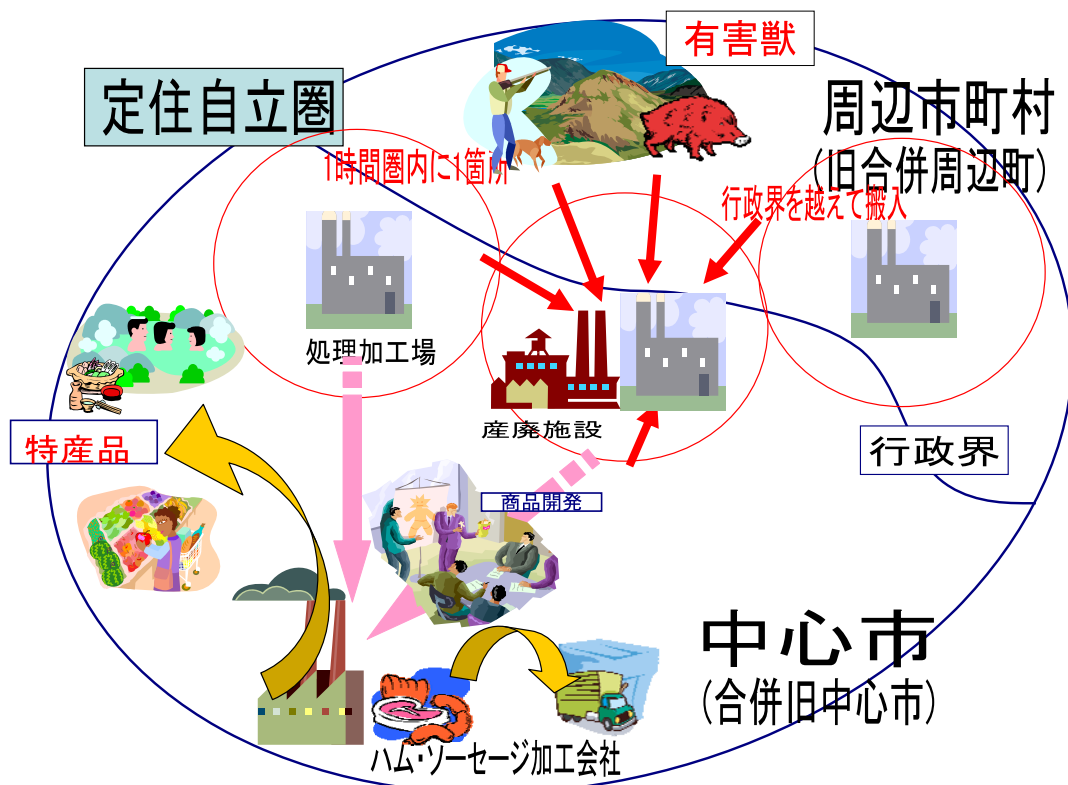 有害獣
定住自立圏
周辺市町村
(旧合併周辺町)
1時間圏内に1箇所
行政界を越えて搬入
処理加工場
産廃施設
特産品
行政界
商品開発
中心市
(合併旧中心市)
ハム・ソーセージ加工会社